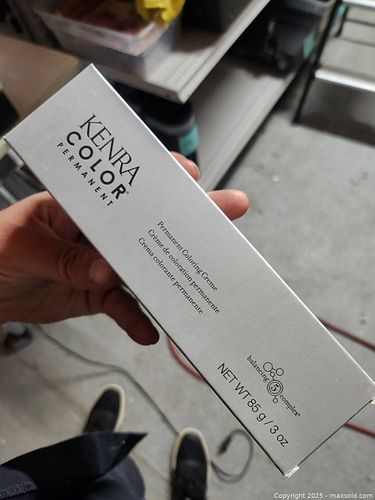 KENRA
COLOR®
PERMANENT
Permanent Coloring Creme
Crème de coloration permanente
Crema colorante permanente
balancing 5 complex
NET WT 85 g / 3 oz
Copyright 2025 - maxsold.com